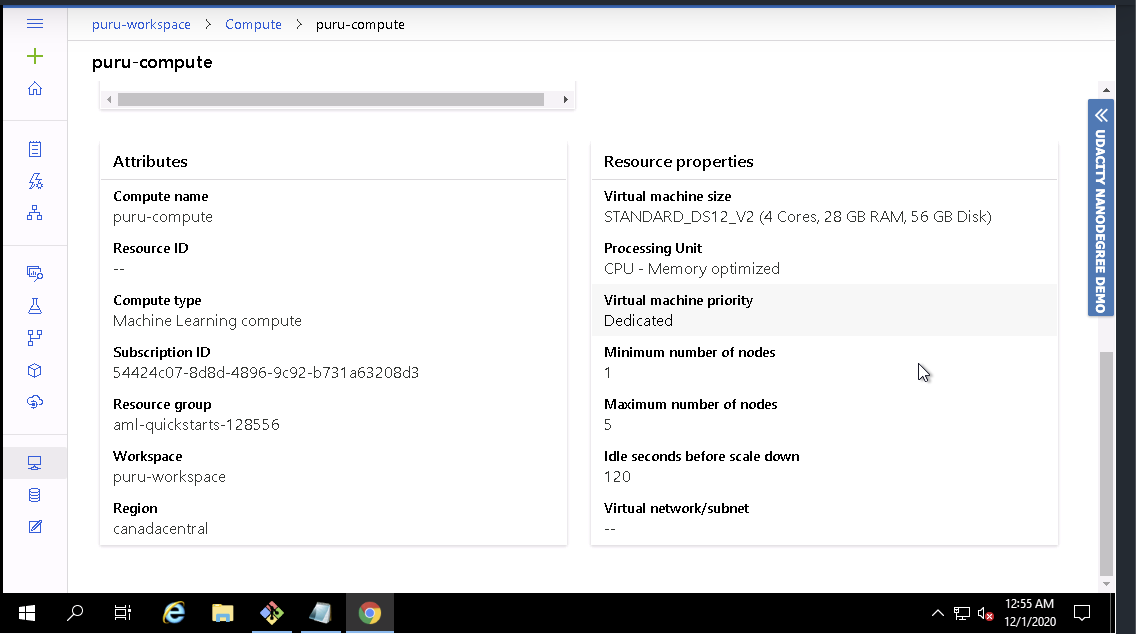 puru-workspace > Compute > puru-compute
puru-compute
Attributes
Compute name
puru-compute
Resource ID
--
Compute type
Machine Learning compute
Subscription ID
54424c07-8d8d-4896-9c92-b731a63208d3
Resource group
aml-quickstarts-128556
Workspace
puru-workspace
Region
canadacentral
Resource properties
Virtual machine size
STANDARD_DS12_V2 (4 Cores, 28 GB RAM, 56 GB Disk)
Processing Unit
CPU - Memory optimized
Virtual machine priority
Dedicated
Minimum number of nodes
1
Maximum number of nodes
5
Idle seconds before scale down
120
Virtual network/subnet
--
UDACITY NANODEGREE DEMO
12:55 AM
12/1/2020